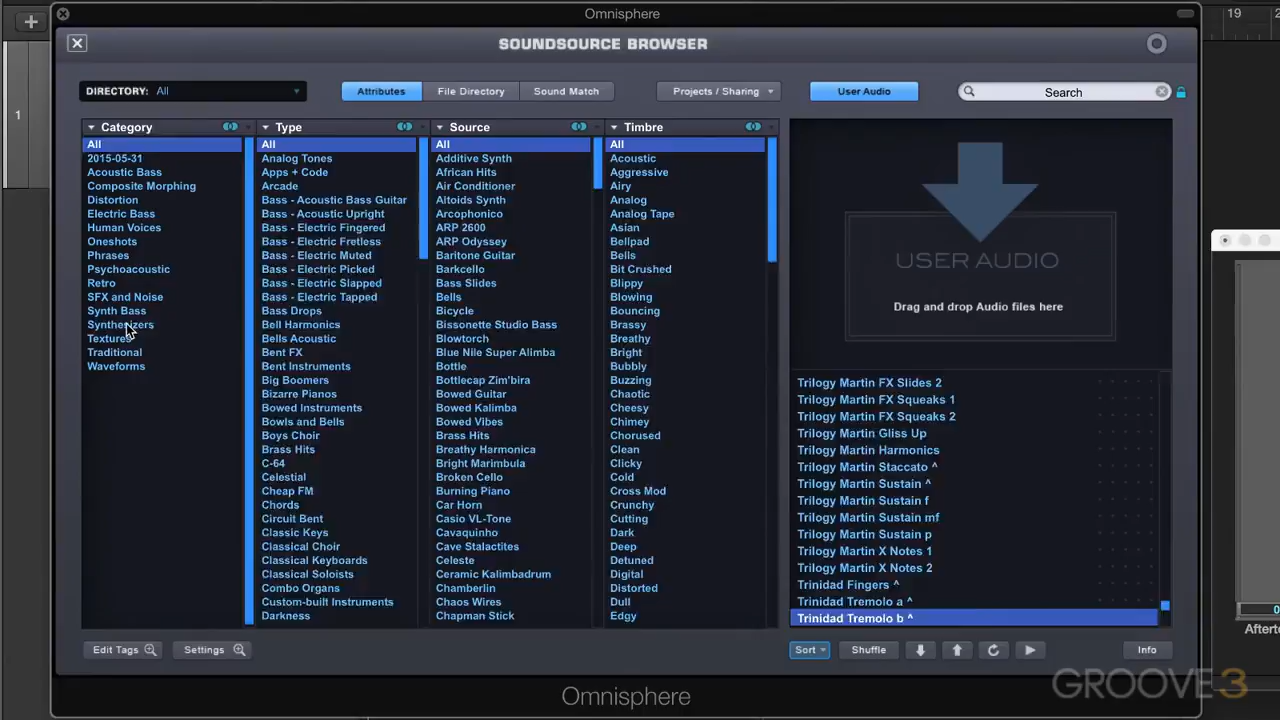 Omnisphere
19
1
SOUNDSOURCE BROWSER
DIRECTORY: All
Attributes
File Directory
Sound Match
Projects / Sharing
User Audio
Search
Category
All
2015-05-31
Acoustic Bass
Composite Morphing
Distortion
Electric Bass
Human Voices
Oneshots
Phrases
Psychoacoustic
Retro
SFX and Noise
Synth Bass
Synthesizers
Textures
Traditional
Waveforms
Type
All
Analog Tones
Apps + Code
Arcade
Bass - Acoustic Bass Guitar
Bass - Acoustic Upright
Bass - Electric Fingered
Bass - Electric Fretless
Bass - Electric Muted
Bass - Electric Picked
Bass - Electric Slapped
Bass - Electric Tapped
Bass Drops
Bell Harmonics
Bells Acoustic
Bent FX
Bent Instruments
Big Boomers
Bizarre Pianos
Bowed Instruments
Bowls and Bells
Boys Choir
Brass Hits
C-64
Celestial
Cheap FM
Chords
Circuit Bent
Classic Keys
Classical Choir
Classical Keyboards
Classical Soloists
Combo Organs
Custom-built Instruments
Darkness
Source
All
Additive Synth
African Hits
Air Conditioner
Altoids Synth
Arcophonico
ARP 2600
ARP Odyssey
Baritone Guitar
Barkcello
Bass Slides
Bells
Bicycle
Bissonette Studio Bass
Blowtorch
Blue Nile Super Alimba
Bottle
Bottlecap Zim'bira
Bowed Guitar
Bowed Kalimba
Bowed Vibes
Brass Hits
Breathy Harmonica
Bright Marimbula
Broken Cello
Burning Piano
Car Horn
Casio VL-Tone
Cavaquinho
Cave Stalactites
Celeste
Ceramic Kalimbadrum
Chamberlin
Chaos Wires
Chapman Stick
Timbre
All
Acoustic
Aggressive
Airy
Analog
Analog Tape
Asian
Bellpad
Bells
Bit Crushed
Blippy
Blowing
Bouncing
Brassy
Breathy
Bright
Bubbly
Buzzing
Chaotic
Cheesy
Chimey
Chorused
Clean
Clicky
Cold
Cross Mod
Crunchy
Cutting
Dark
Deep
Detuned
Digital
Distorted
Dull
Edgy
USER AUDIO
Drag and drop Audio files here
Trilogy Martin FX Slides 2
Trilogy Martin FX Squeaks 1
Trilogy Martin FX Squeaks 2
Trilogy Martin Gliss Up
Trilogy Martin Harmonics
Trilogy Martin Staccato ^
Trilogy Martin Sustain ^
Trilogy Martin Sustain f
Trilogy Martin Sustain mf
Trilogy Martin Sustain p
Trilogy Martin X Notes 1
Trilogy Martin X Notes 2
Trinidad Fingers ^
Trinidad Tremolo a ^
Trinidad Tremolo b ^
Edit Tags
Settings
Sort
Shuffle
Info
Omnisphere
GROOVE3